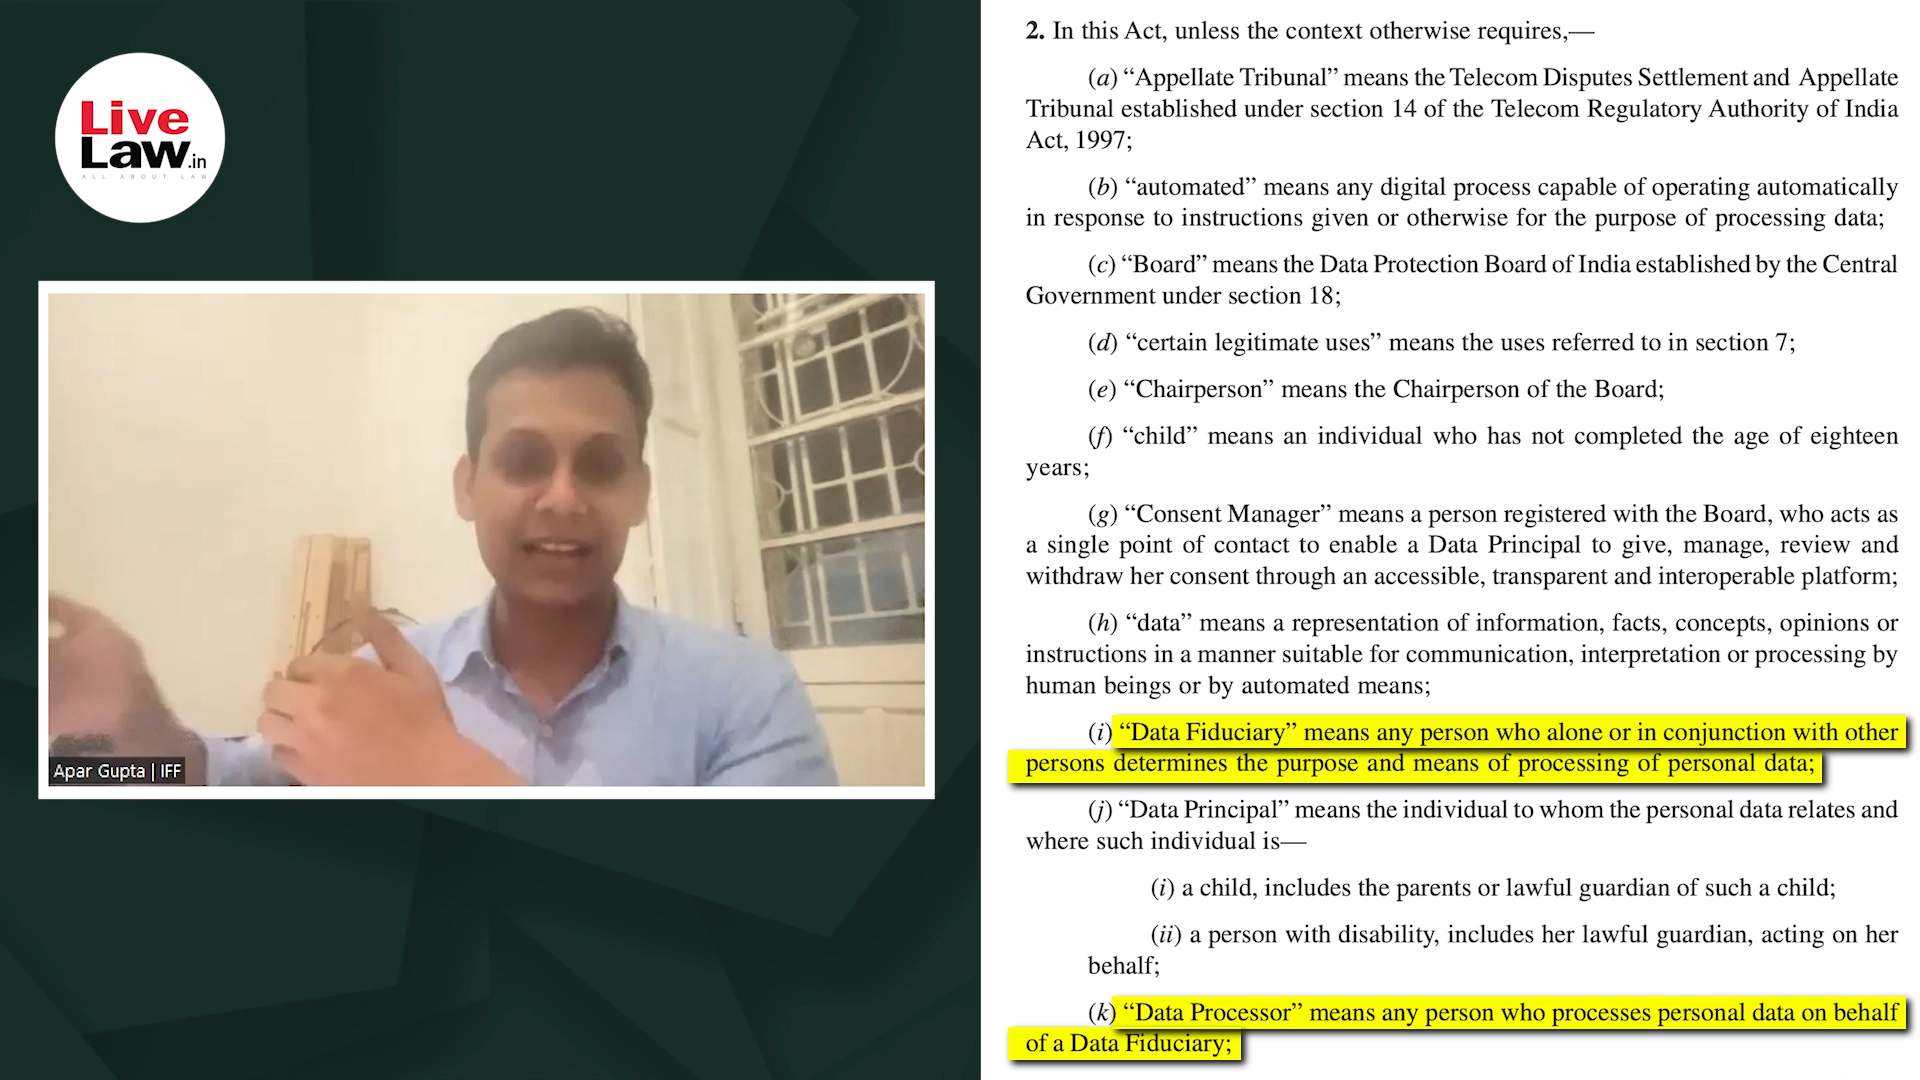 Live
Law.in
ALL ABOUT LAW
Apar Gupta | IFF
2. In this Act, unless the context otherwise requires,—
(a) “Appellate Tribunal” means the Telecom Disputes Settlement and Appellate
Tribunal established under section 14 of the Telecom Regulatory Authority of India
Act, 1997;
(b) “automated” means any digital process capable of operating automatically
in response to instructions given or otherwise for the purpose of processing data;
(c) “Board” means the Data Protection Board of India established by the Central
Government under section 18;
(d) “certain legitimate uses” means the uses referred to in section 7;
(e) “Chairperson” means the Chairperson of the Board;
(f) “child” means an individual who has not completed the age of eighteen
years;
(g) “Consent Manager” means a person registered with the Board, who acts as
a single point of contact to enable a Data Principal to give, manage, review and
withdraw her consent through an accessible, transparent and interoperable platform;
(h) “data” means a representation of information, facts, concepts, opinions or
instructions in a manner suitable for communication, interpretation or processing by
human beings or by automated means;
(i) “Data Fiduciary” means any person who alone or in conjunction with other
persons determines the purpose and means of processing of personal data;
(j) “Data Principal” means the individual to whom the personal data relates and
where such individual is—
(i) a child, includes the parents or lawful guardian of such a child;
(ii) a person with disability, includes her lawful guardian, acting on her
behalf;
(k) “Data Processor” means any person who processes personal data on behalf
of a Data Fiduciary;